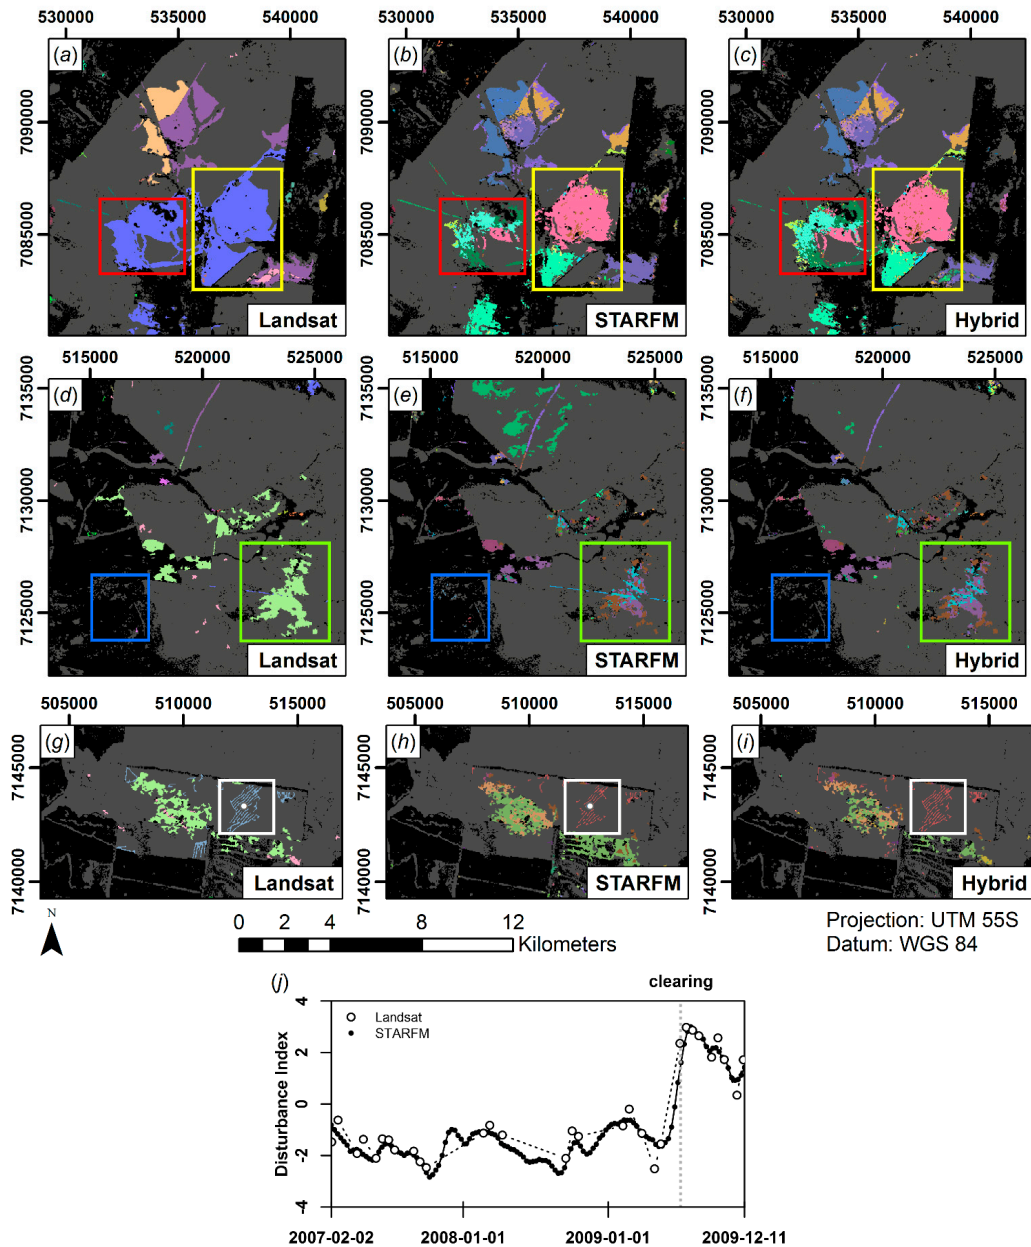 530000 535000 540000 530000 535000 540000 530000 535000 540000
(a) (b) (c)
7090000 7090000 7090000
7085000 7085000 7085000
Landsat STARFM Hybrid
515000 520000 525000 515000 520000 525000 515000 520000 525000
(d) (e) (f)
7135000 7135000 7135000
7130000 7130000 7130000
7125000 7125000 7125000
Landsat STARFM Hybrid
505000 510000 515000 505000 510000 515000 505000 510000 515000
(g) (h) (i)
7145000 7145000 7145000
7140000 7140000 7140000
Landsat STARFM Hybrid
N
0 2 4 8 12
Kilometers
Projection: UTM 55S
Datum: WGS 84
(j)
clearing
Landsat
STARFM
Disturbance Index
4
2
0
-2
-4
2007-02-02 2008-01-01 2009-01-01 2009-12-11